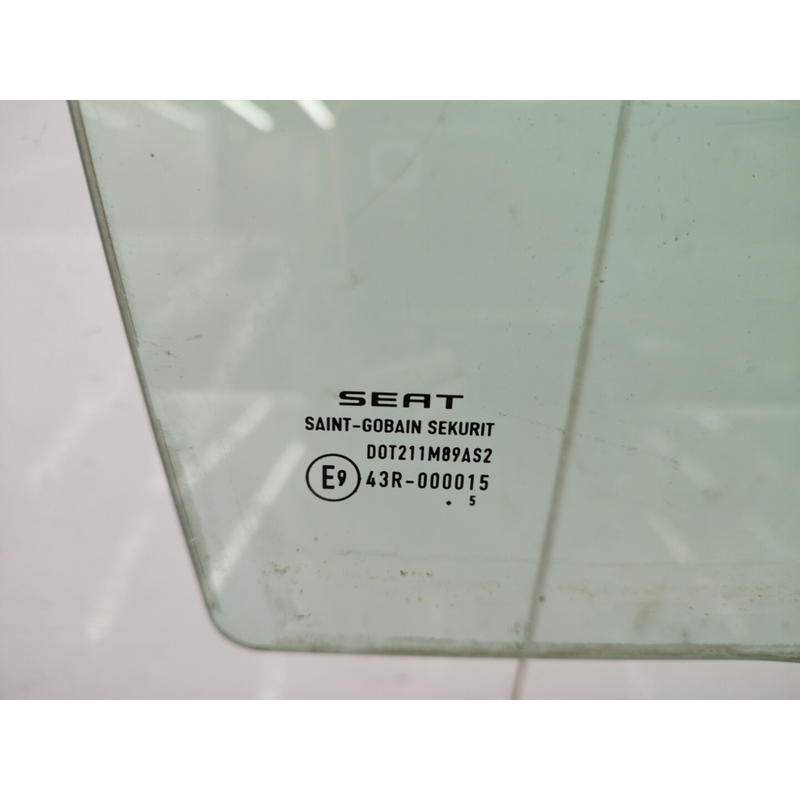 SEAT
SAINT-GOBAIN SEKURIT
DOT211M89AS2
E9 43R-000015
. 5